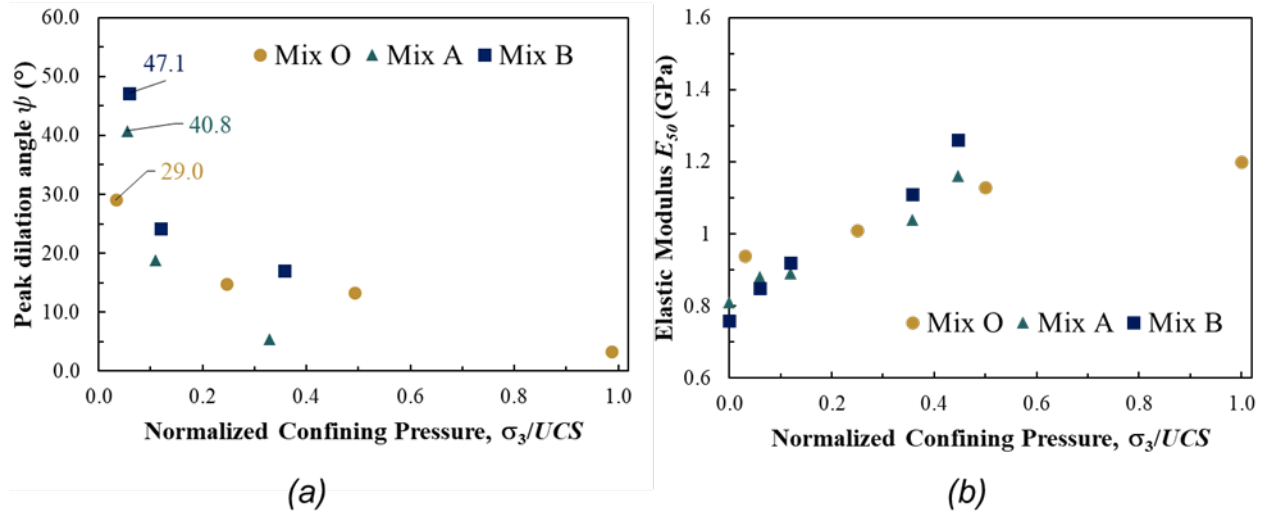 60.0
50.0
40.0
30.0
20.0
10.0
0.0
Peak dilation angle ψ (°)
Mix O Mix A Mix B
47.1
40.8
29.0
0.0 0.2 0.4 0.6 0.8 1.0
Normalized Confining Pressure, σ₃/UCS
(a)
1.6
1.4
1.2
1
0.8
0.6
Elastic Modulus E₅₀ (GPa)
Mix O Mix A Mix B
0.0 0.2 0.4 0.6 0.8 1.0
Normalized Confining Pressure, σ₃/UCS
(b)